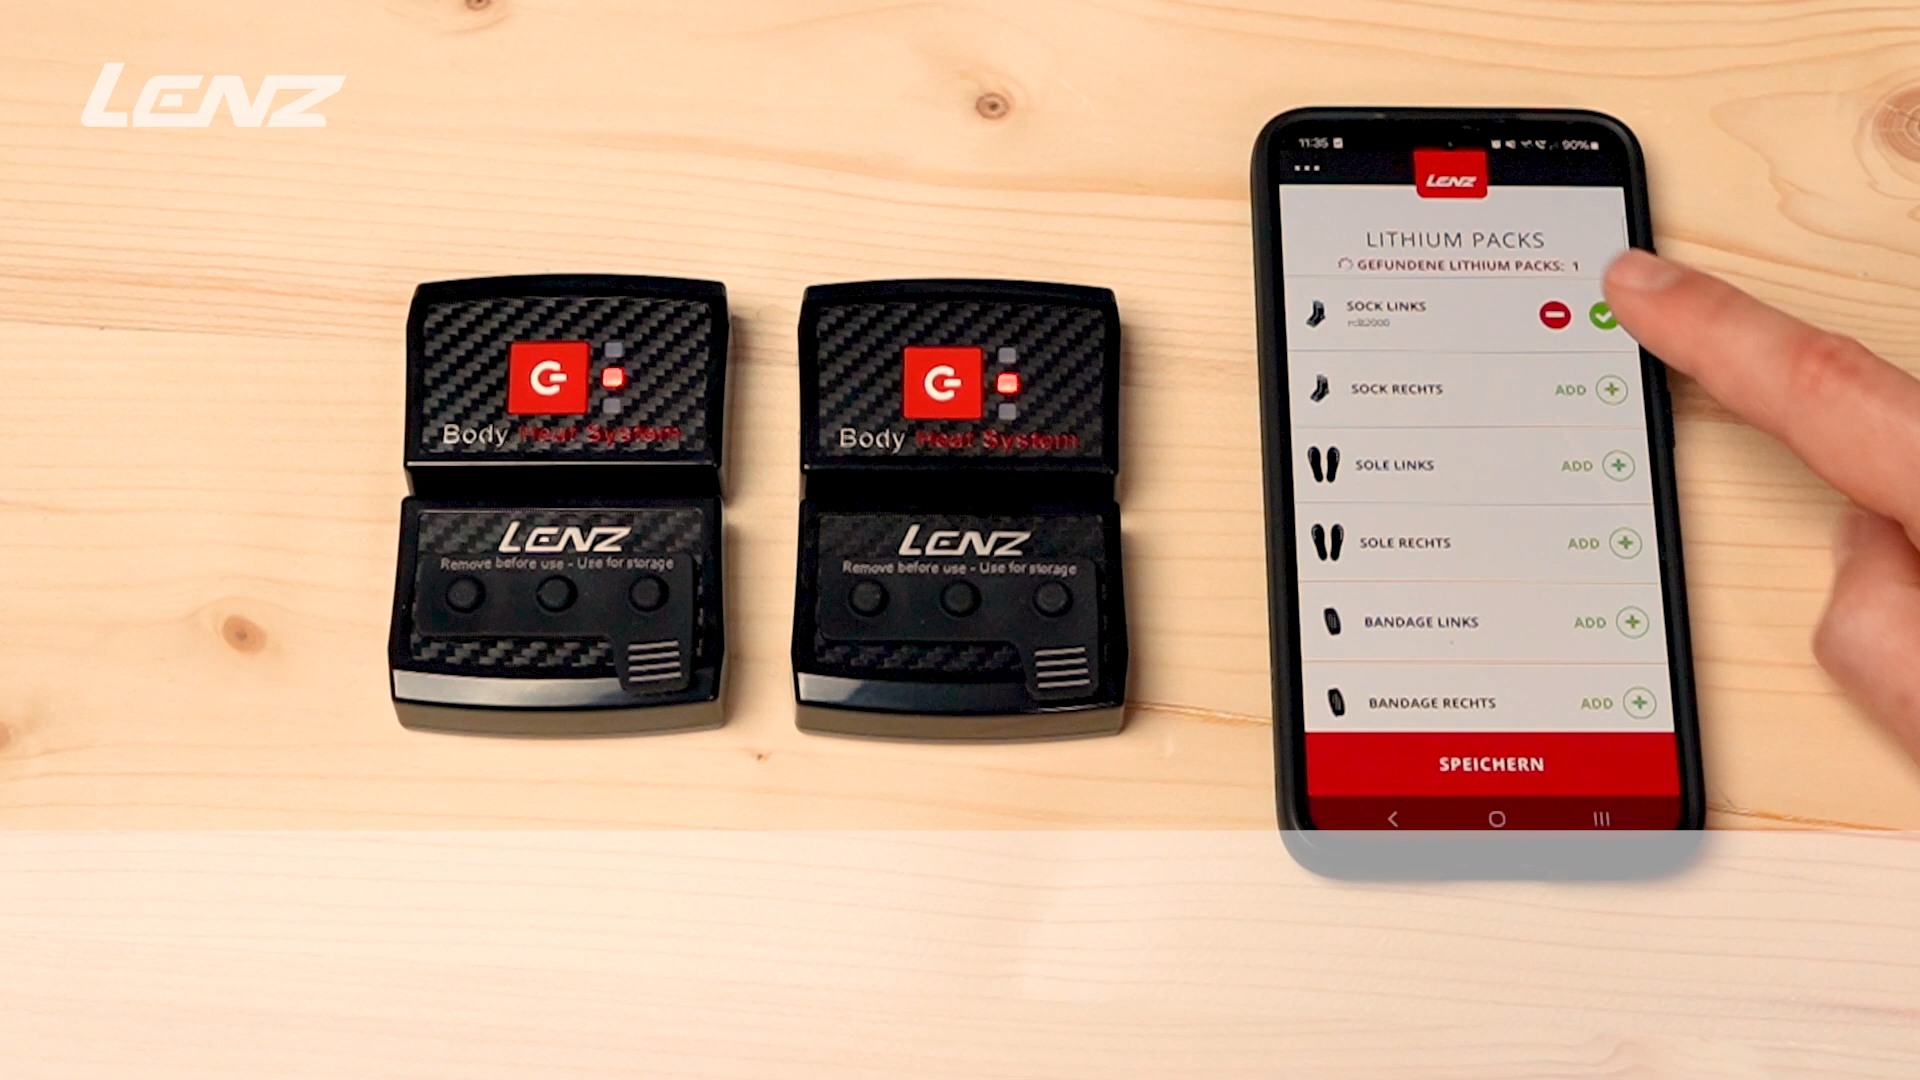 LENZ
Body Heat System
LENZ
Remove before use - Use for storage
Body Heat System
LENZ
Remove before use - Use for storage
11:35
90%
LENZ
LITHIUM PACKS
GEFUNDENE LITHIUM PACKS: 1
SOCK LINKS
SOCK RECHTS ADD
SOLE LINKS ADD
SOLE RECHTS ADD
BANDAGE LINKS ADD
BANDAGE RECHTS ADD
SPEICHERN